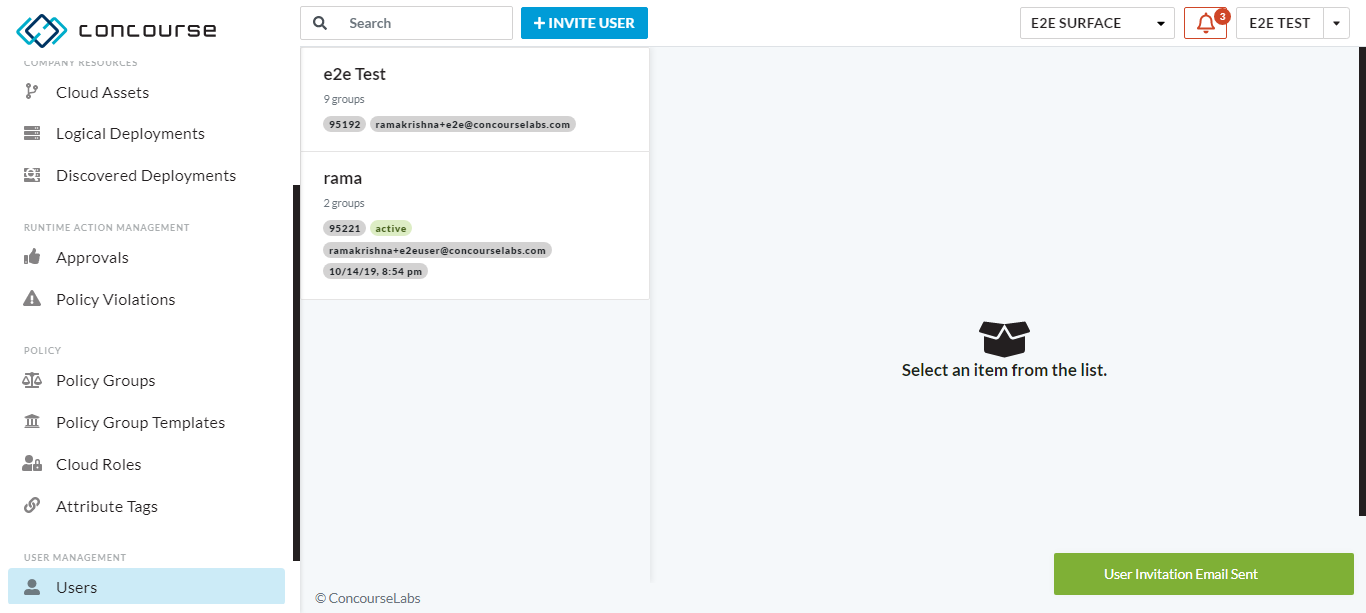 concourse
Search
+ INVITE USER
E2E SURFACE
3
E2E TEST
COMPANY RESOURCES
Cloud Assets
Logical Deployments
Discovered Deployments
RUNTIME ACTION MANAGEMENT
Approvals
Policy Violations
POLICY
Policy Groups
Policy Group Templates
Cloud Roles
Attribute Tags
USER MANAGEMENT
Users
e2e Test
9 groups
95192 ramakrishna+e2e@concourselabs.com
rama
2 groups
95221 active
ramakrishna+e2euser@concourselabs.com
10/14/19, 8:54 pm
Select an item from the list.
User Invitation Email Sent
© ConcourseLabs